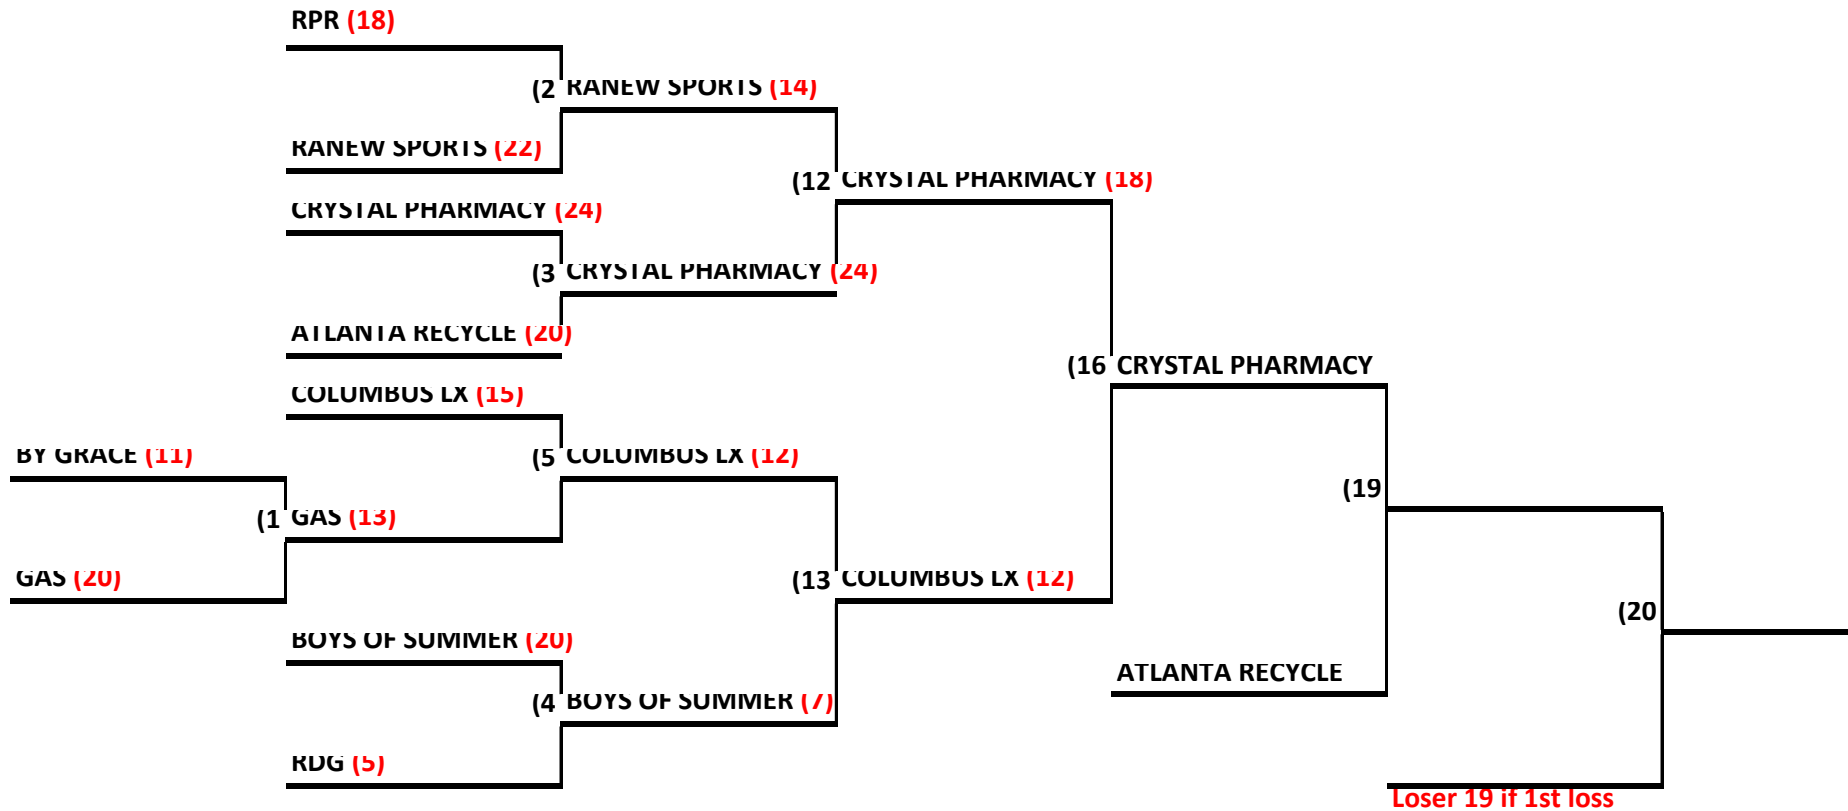 RPR (18)
(2 RANEW SPORTS (14)
RANEW SPORTS (22)
(12 CRYSTAL PHARMACY (18)
CRYSTAL PHARMACY (24)
(3 CRYSTAL PHARMACY (24)
ATLANTA RECYCLE (20)
(16 CRYSTAL PHARMACY
COLUMBUS LX (15)
BY GRACE (11)
(5 COLUMBUS LX (12)
(19
(1 GAS (13)
GAS (20)
(13 COLUMBUS LX (12)
(20
BOYS OF SUMMER (20)
ATLANTA RECYCLE
(4 BOYS OF SUMMER (7)
RDG (5)
Loser 19 if 1st loss